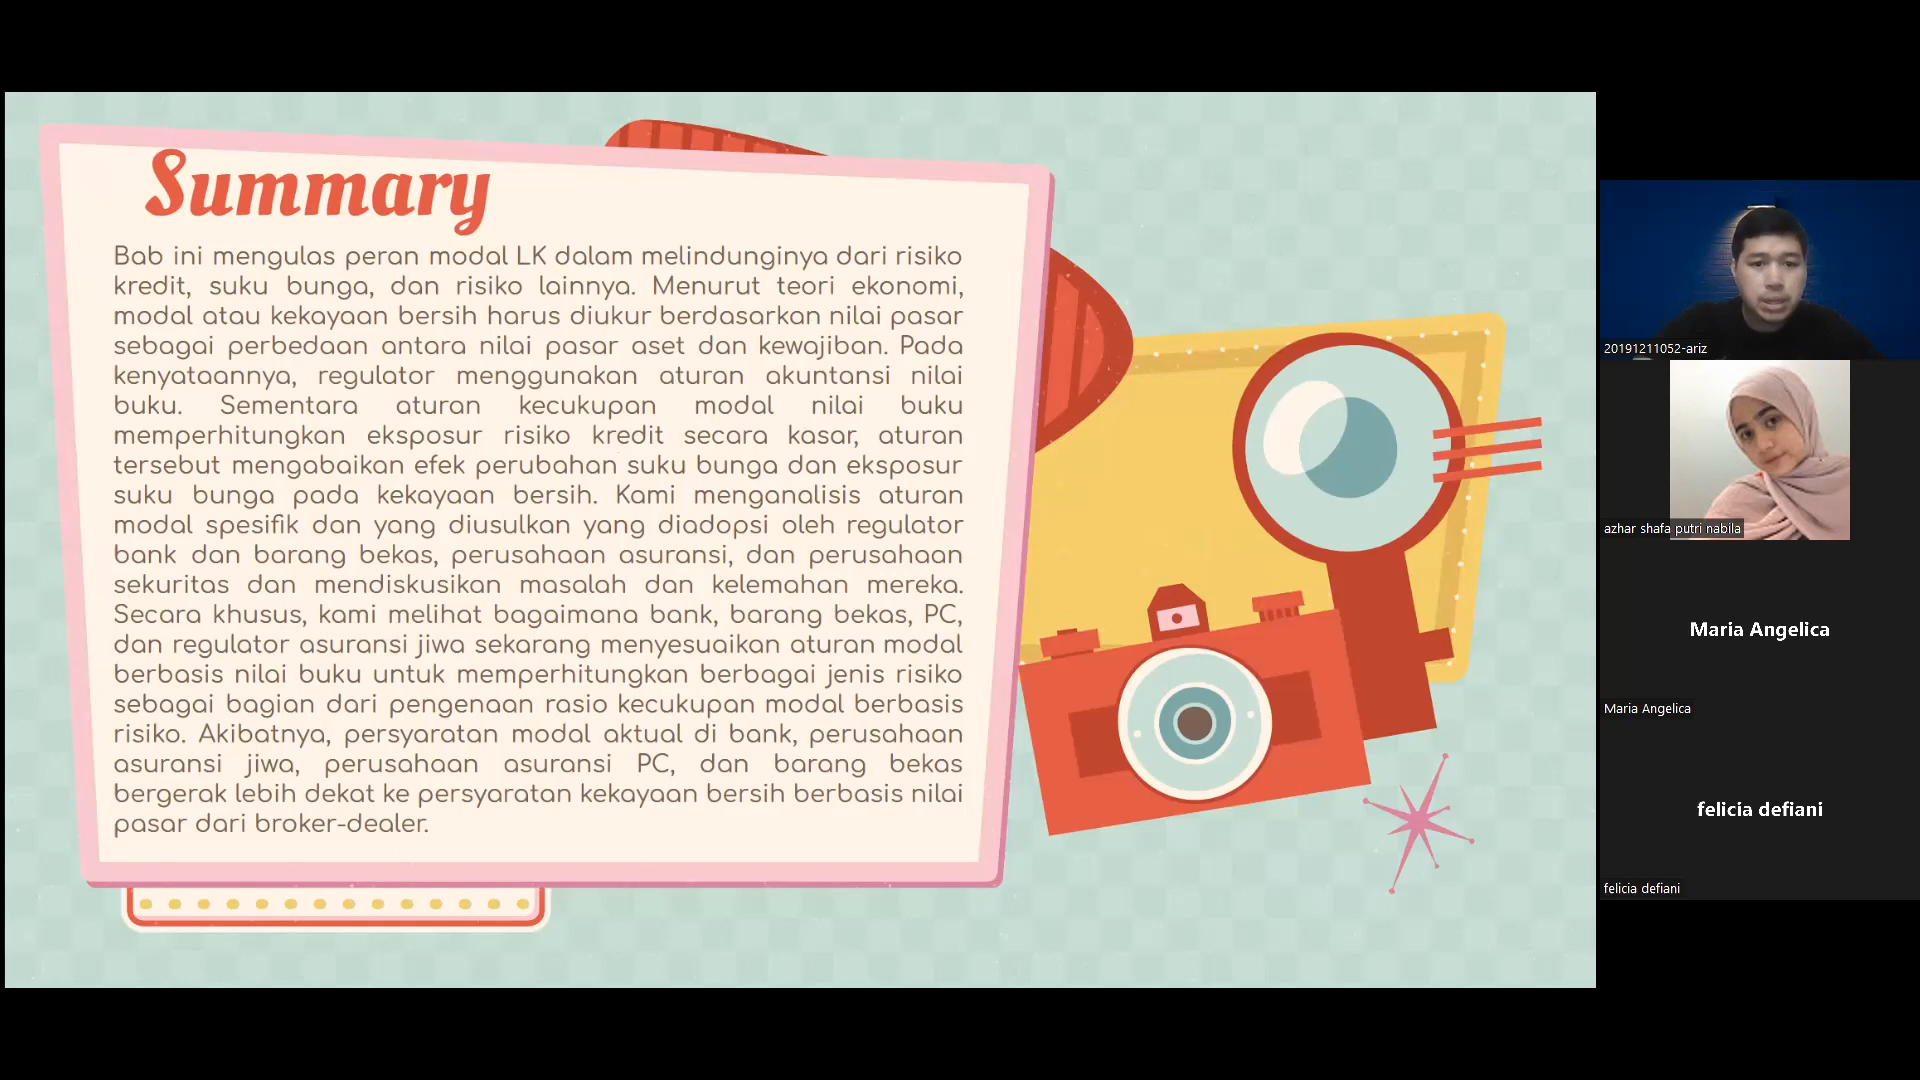 Summary
Bab ini mengulas peran modal LK dalam melindunginya dari risiko
kredit, suku bunga, dan risiko lainnya. Menurut teori ekonomi,
modal atau kekayaan bersih harus diukur berdasarkan nilai pasar
sebagai perbedaan antara nilai pasar aset dan kewajiban. Pada
kenyataannya, regulator menggunakan aturan akuntansi nilai
buku. Sementara aturan kecukupan modal nilai buku
memperhitungkan eksposur risiko kredit secara kasar, aturan
tersebut mengabaikan efek perubahan suku bunga dan eksposur
suku bunga pada kekayaan bersih. Kami menganalisis aturan
modal spesifik dan yang diusulkan yang diadopsi oleh regulator
bank dan barang bekas, perusahaan asuransi, dan perusahaan
sekuritas dan mendiskusikan masalah dan kelemahan mereka.
Secara khusus, kami melihat bagaimana bank, barang bekas, PC,
dan regulator asuransi jiwa sekarang menyesuaikan aturan modal
berbasis nilai buku untuk memperhitungkan berbagai jenis risiko
sebagai bagian dari pengenaan rasio kecukupan modal berbasis
risiko. Akibatnya, persyaratan modal aktual di bank, perusahaan
asuransi jiwa, perusahaan asuransi PC, dan barang bekas
bergerak lebih dekat ke persyaratan kekayaan bersih berbasis nilai
pasar dari broker-dealer.
20191211052-ariz
azhar shafa putri nabila
Maria Angelica
Maria Angelica
felicia defiani
felicia defiani